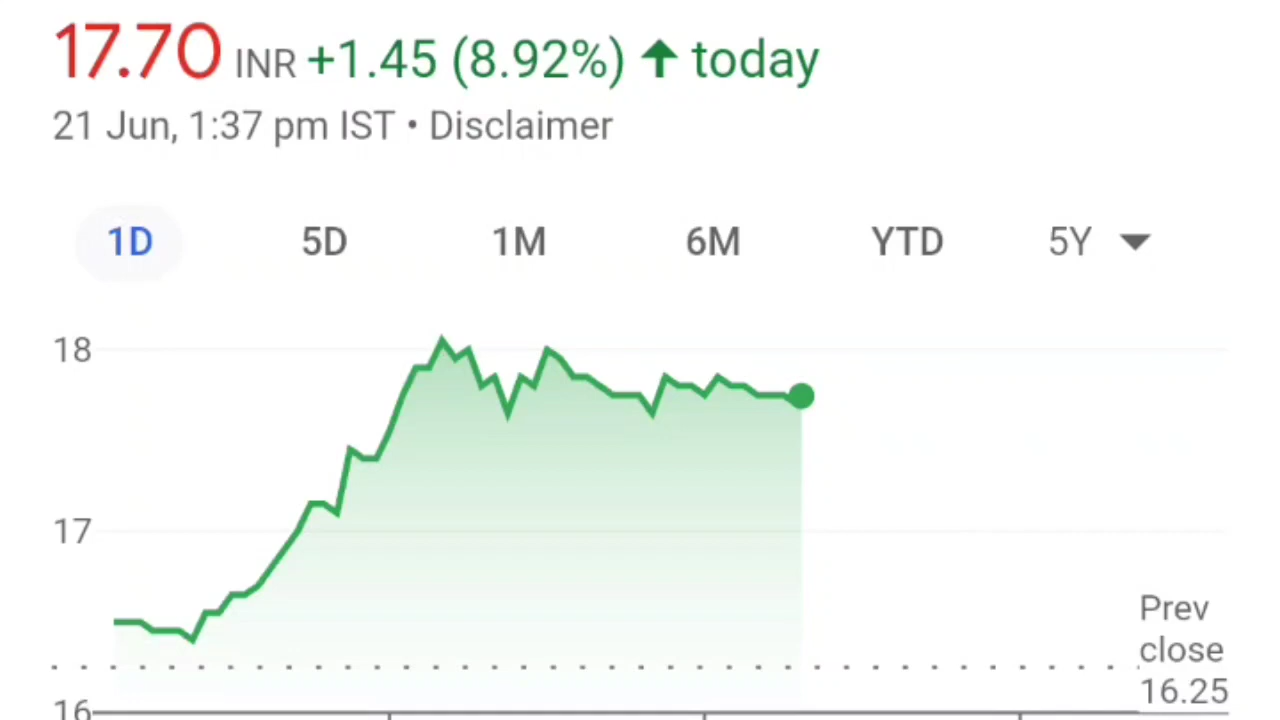 17.70 INR +1.45 (8.92%) ↑ today
21 Jun, 1:37 pm IST • Disclaimer
1D 5D 1M 6M YTD 5Y
18
17
Prev
close
16.25
16